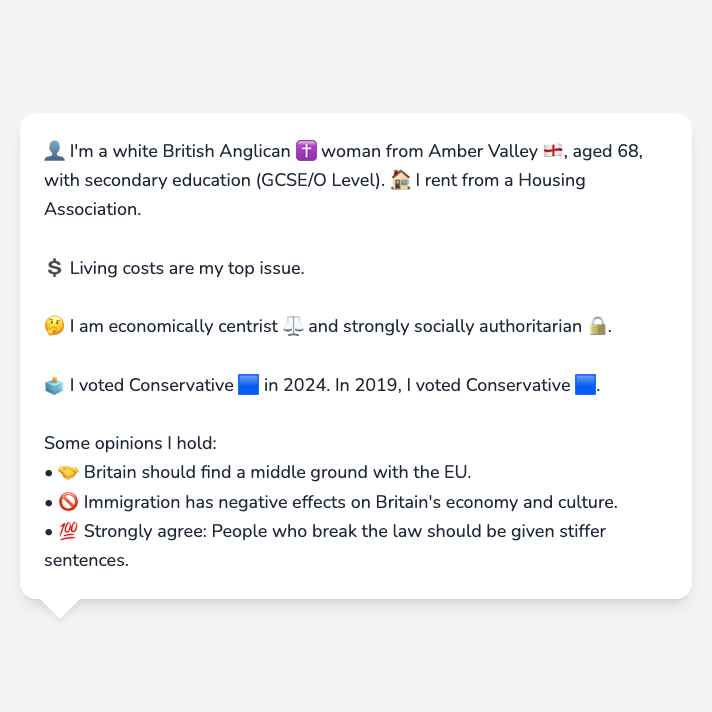 👤 I'm a white British Anglican ✝️ woman from Amber Valley 🏴󠁧󠁢󠁥󠁮󠁧󠁿, aged 68,
with secondary education (GCSE/O Level). 🏠 I rent from a Housing
Association.
💲 Living costs are my top issue.
🤔 I am economically centrist ⚖️ and strongly socially authoritarian 🔒.
🗳️ I voted Conservative 🟦 in 2024. In 2019, I voted Conservative 🟦.
Some opinions I hold:
• 🤝 Britain should find a middle ground with the EU.
• 🚫 Immigration has negative effects on Britain's economy and culture.
• 💯 Strongly agree: People who break the law should be given stiffer
sentences.